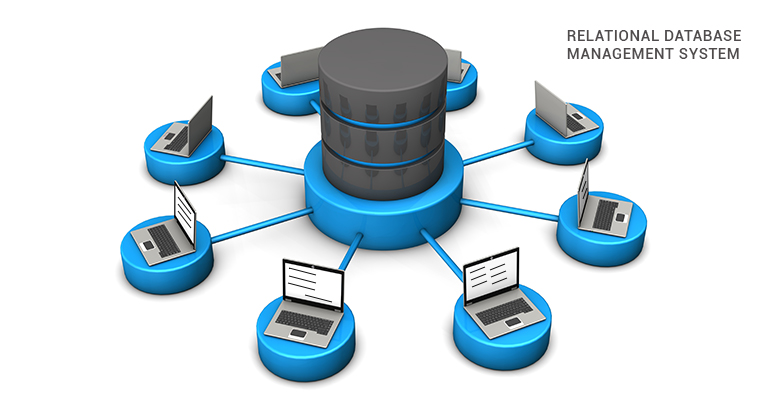 RELATIONAL DATABASE
MANAGEMENT SYSTEM